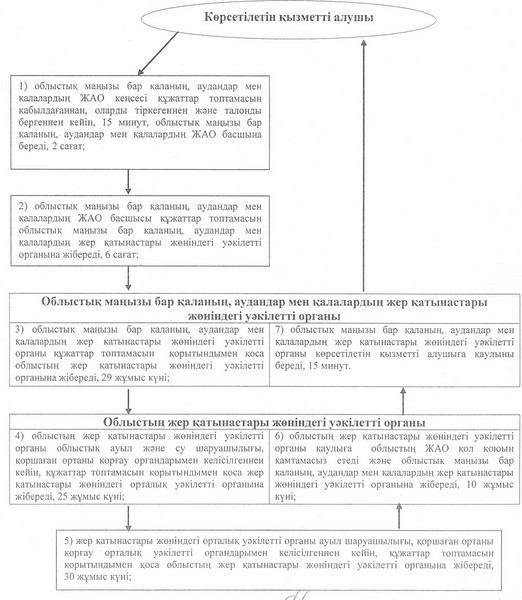 Көрсетілетін қызметті алушы
1) облыстық маңызы бар қаланың, аудандар мен
қалалардың ЖАО кеңсесі құжаттар топтамасын
қабылдағаннан, оларды тіркегеннен және талонды
бергеннен кейін, 15 минут, облыстық маңызы бар
қаланың, аудандар мен қалалардың ЖАО басшына
береді, 2 сағат;
2) облыстық маңызы бар қаланың, аудандар мен
қалалардың ЖАО басшысы құжаттар топтамасын
облыстық маңызы бар қаланың, аудандар мен
қалалардың жер қатынастары жөніндегі уәкілетті
органына жібереді, 6 сағат;
Облыстық маңызы бар қаланың, аудандар мен қалалардың жер қатынастары
жөніндегі уәкілетті органы
3) облыстық маңызы бар қаланың, аудандар мен
қалалардың жер қатынастары жөніндегі уәкілетті
органы құжаттар топтамасын қорытындымен қоса
облыстың жер қатынастары жөніндегі уәкілетті
органына жібереді, 29 жұмыс күні;
7) облыстық маңызы бар қаланың, аудандар мен
қалалардың жер қатынастары жөніндегі уәкілетті
органы көрсетілетін қызметті алушыға қаулыны
береді, 15 минут.
Облыстың жер қатынастары жөніндегі уәкілетті органы
4) облыстың жер қатынастары жөніндегі уәкілетті
органы облыстық ауыл және су шаруашылығы,
қоршаған ортаны қорғау органдарымен келісілгеннен
кейін, құжаттар топтамасын қорытындымен қоса жер
қатынастары жөніндегі орталық уәкілетті органына
жібереді, 25 жұмыс күні;
6) облыстың жер қатынастары жөніндегі уәкілетті
органы қаулыға облыстың ЖАО қол қоюын
қамтамасыз етеді және облыстық маңызы бар
қаланың, аудандар мен қалалардың жер қатынастары
жөніндегі уәкілетті органына жібереді, 10 жұмыс
күні;
5) жер қатынастары жөніндегі орталық уәкілетті органы ауыл шаруашылығы, қоршаған ортаны
қорғау орталық уәкілетті органдарымен келісілгеннен кейін, құжаттар топтамасын
қорытындымен қоса облыстың жер қатынастары жөніндегі уәкілетті органына жібереді,
30 жұмыс күні;